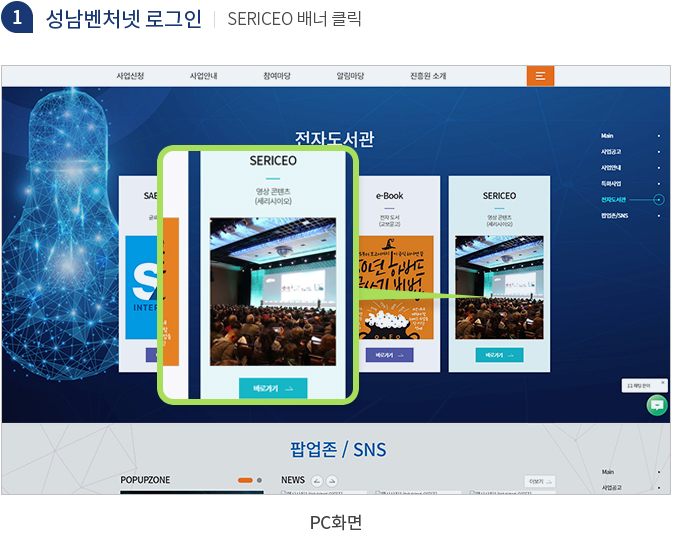 1 성남벤처넷 로그인 | SERICEO 배너 클릭
사업신청 사업안내 참여마당 알림마당 진흥원 소개
전자도서관
Main
사업공고
사업안내
특화사업
전자도서관
팝업존/SNS
SERICEO
영상 콘텐츠
(세리시이오)
바로가기
e-Book
전자 도서
(교보문고)
바로가기
SERICEO
영상 콘텐츠
(세리시이오)
바로가기
1:1 채팅 문의
팝업존 / SNS
POPUPZONE
NEWS
더보기
Main
사업공고
PC화면